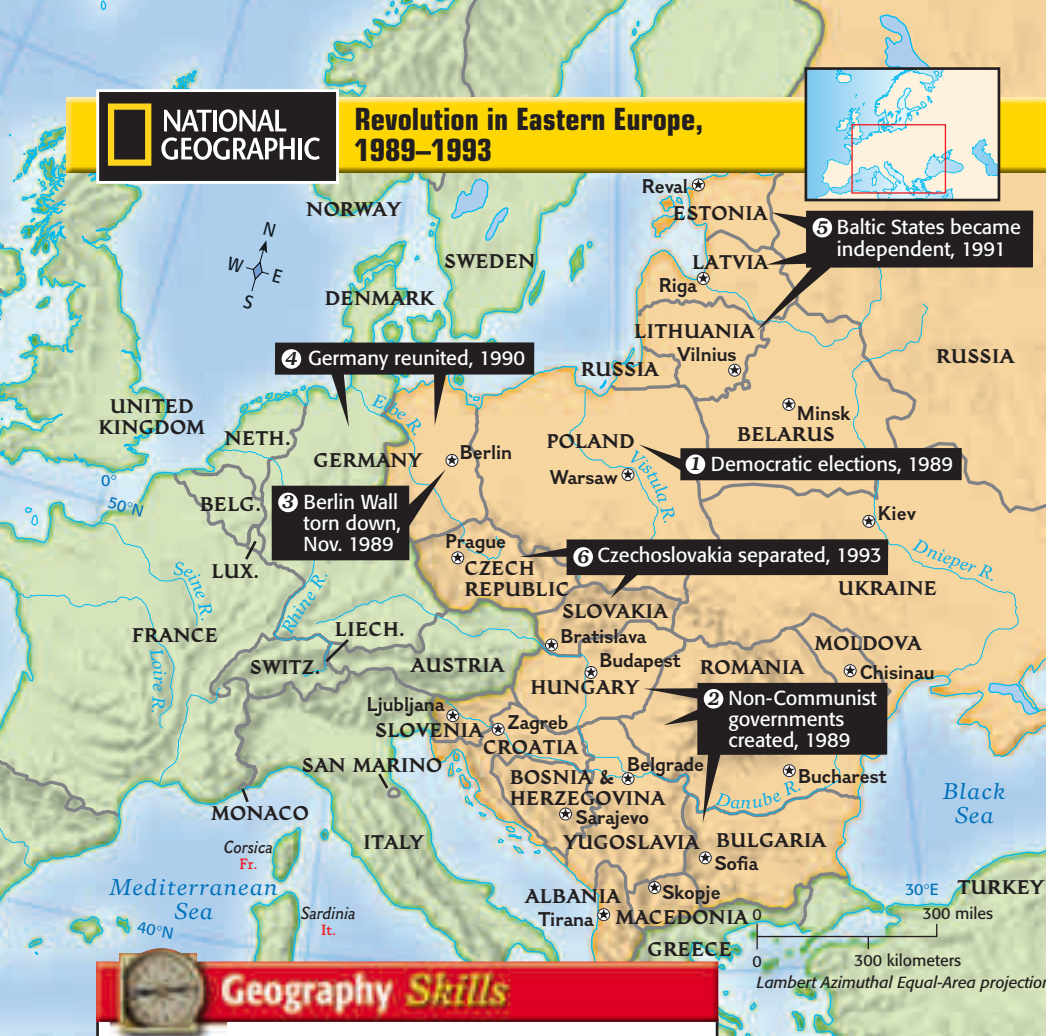 NATIONAL
GEOGRAPHIC
Revolution in Eastern Europe,
1989–1993
N
W
E
S
NORWAY
SWEDEN
DENMARK
Reval
ESTONIA
❺ Baltic States became
independent, 1991
LATVIA
Riga
LITHUANIA
Vilnius
RUSSIA
RUSSIA
❹ Germany reunited, 1990
UNITED
KINGDOM
NETH.
Elbe R.
GERMANY
Berlin
POLAND
Warsaw
Vistula R.
Minsk
BELARUS
❶ Democratic elections, 1989
0°
50°N
BELG.
❸ Berlin Wall
torn down,
Nov. 1989
Kiev
Dnieper R.
LUX.
Prague
CZECH
REPUBLIC
❻ Czechoslovakia separated, 1993
UKRAINE
Seine R.
Rhine R.
SLOVAKIA
FRANCE
LIECH.
Bratislava
MOLDOVA
Loire R.
SWITZ.
AUSTRIA
Budapest
HUNGARY
ROMANIA
Chisinau
Ljubljana
SLOVENIA
Zagreb
CROATIA
❷ Non-Communist
governments
created, 1989
SAN MARINO
BOSNIA &
HERZEGOVINA
Belgrade
Bucharest
Danube R.
Black
Sea
MONACO
Sarajevo
ITALY
YUGOSLAVIA
BULGARIA
Sofia
Corsica
Fr.
Mediterranean
Sea
40°N
Sardinia
It.
ALBANIA
Tirana
Skopje
MACEDONIA
GREECE
30°E
TURKEY
0
300 miles
0
300 kilometers
Lambert Azimuthal Equal-Area projection
Geography Skills